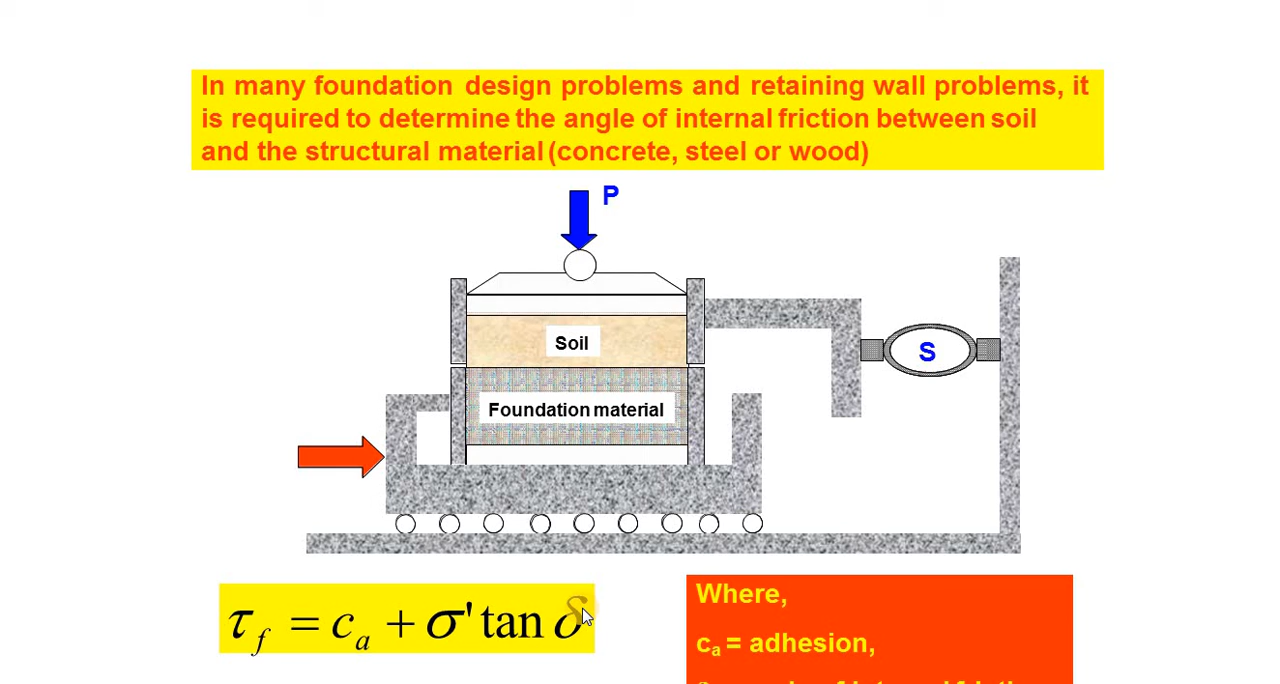 In many foundation design problems and retaining wall problems, it
is required to determine the angle of internal friction between soil
and the structural material (concrete, steel or wood)
P
Soil
S
Foundation material
τf = ca + σ' tan δ
Where,
ca = adhesion,